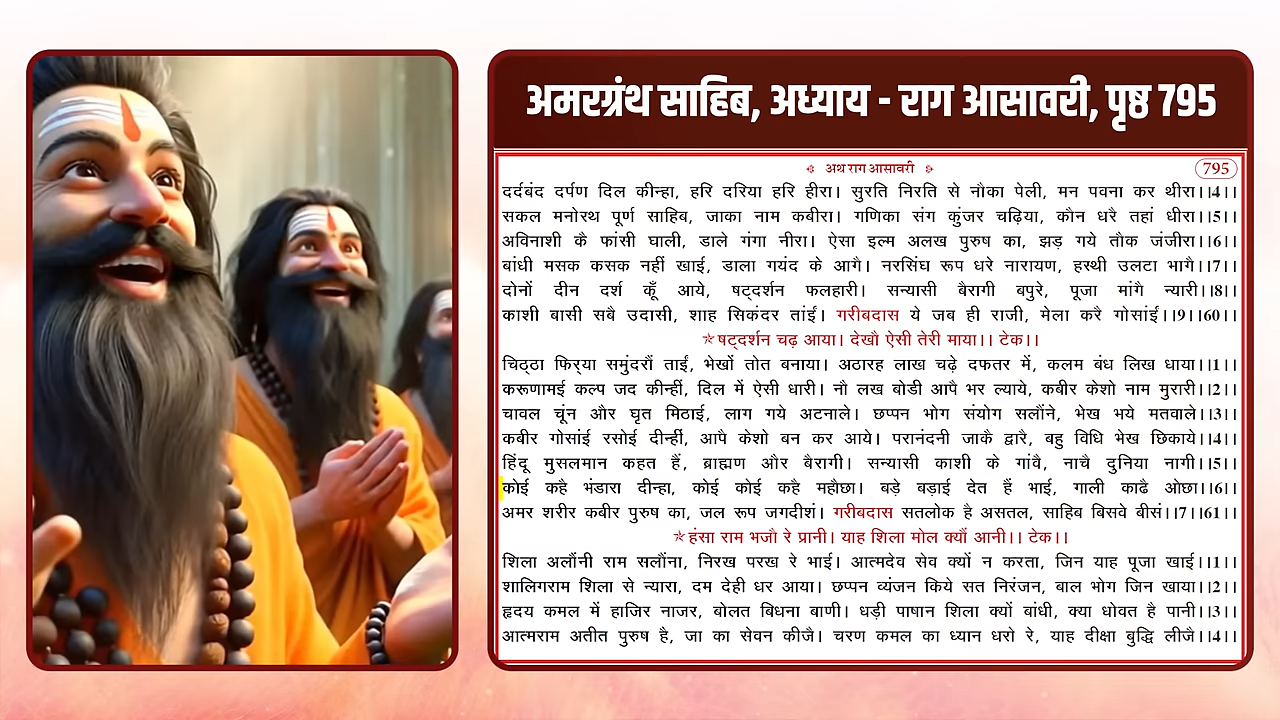 अमरग्रंथ साहिब, अध्याय - राग आसावरी, पृष्ठ 795
अथ राग आसावरी
795
दर्दबंद दर्पण दिल कीन्हा, हरि दरिया हरि हीरा। सुरति निरति से नौका पेली, मन पवना कर थीरा।।4।।
सकल मनोरथ पूर्ण साहिब, जाका नाम कबीरा। गणिका संग कुंजर चढ़िया, कौन धरै तहां धीरा।।5।।
अविनाशी कै फांसी घाली, डाले गंगा नीरा। ऐसा इल्म अलख पुरुष का, झड़ गये तौक जंजीरा।।6।।
बांधी मसक कसक नहीं खाई, डाला गयंद के आगै। नरसिंघ रूप धरे नारायण, हस्थी उलटा भागै।।7।।
दोनों दीन दर्श कूँ आये, षट्दर्शन फलहारी। सन्यासी बैरागी बपुरे, पूजा मांगे न्यारी।।8।।
काशी बासी सबै उदासी, शाह सिकंदर तांईं। गरीबदास ये जब ही राजी, मेला करै गोसांईं।।9।।60।।
☆षट्दर्शन चढ़ आया। देखौ ऐसी तेरी माया।। टेक।।
चिठ्ठा फिर्‌या समुंदरौं ताईं, भेखों तोत बनाया। अठारह लाख चढ़े दफतर में, कलम बंध लिख धाया।।1।।
करूणामई कल्प जद कीन्हीं, दिल में ऐसी धारी। नौ लख बोडी आपै भर ल्याये, कबीर केशो नाम मुरारी।।2।।
चावल चूंन और घृत मिठाई, लाग गये अटनाले। छप्पन भोग संयोग सलौंने, भेख भये मतवाले।।3।।
कबीर गोसांई रसोई दीन्हीं, आपै केशो बन कर आये। परानंदनी जाकै द्वारै, बहु विधि भेख छिकाये।।4।।
हिंदू मुसलमान कहत हैं, ब्राह्मण और बैरागी। सन्यासी काशी के गांवै, नाचै दुनिया नागी।।5।।
कोई कहै भंडारा दीन्हा, कोई कोई कहै महौछा। बड़े बड़ाई देत हैं भाई, गाली काढै ओछा।।6।।
अमर शरीर कबीर पुरुष का, जल रूप जगदीशं। गरीबदास सतलोक है असतल, साहिब बिसवे बीसं।।7।।61।।
☆हंसा राम भजौ रे प्रानी। याह शिला मोल क्यौं आनी।। टेक।।
शिला अलौंनी राम सलौंना, निरख परख रे भाई। आत्मदेव सेव क्यों न करता, जिन याह पूजा खाई।।1।।
शालिगराम शिला से न्यारा, दम देही धर आया। छप्पन व्यंजन किये सत निरंजन, बाल भोग जिन खाया।।2।।
हृदय कमल में हाजिर नाजर, बोलत बिधना बाणी। धड़ी पाषान शिला क्यों बांधी, क्या धोवत है पानी।।3।।
आत्मराम अतीत पुरुष है, जा का सेवन कीजै। चरण कमल का ध्यान धरो रे, याह दीक्षा बुद्धि लीजै।।4।।